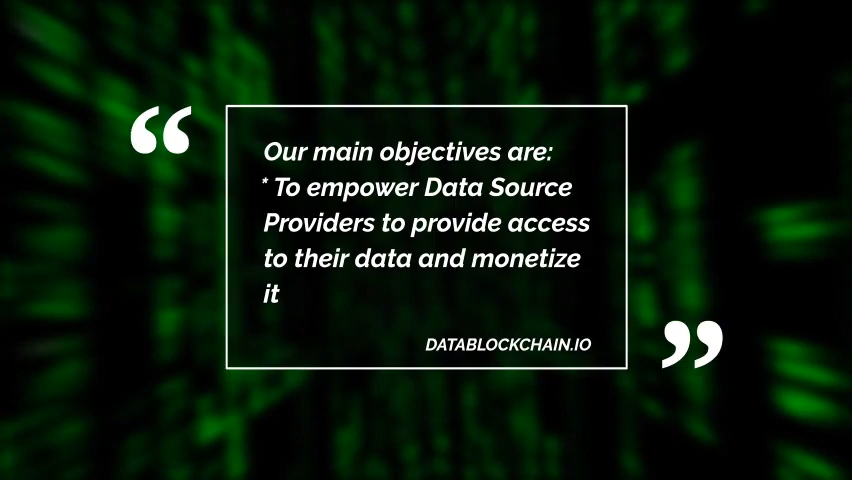 “
Our main objectives are:
* To empower Data Source
Providers to provide access
to their data and monetize
it
DATABLOCKCHAIN.IO
”